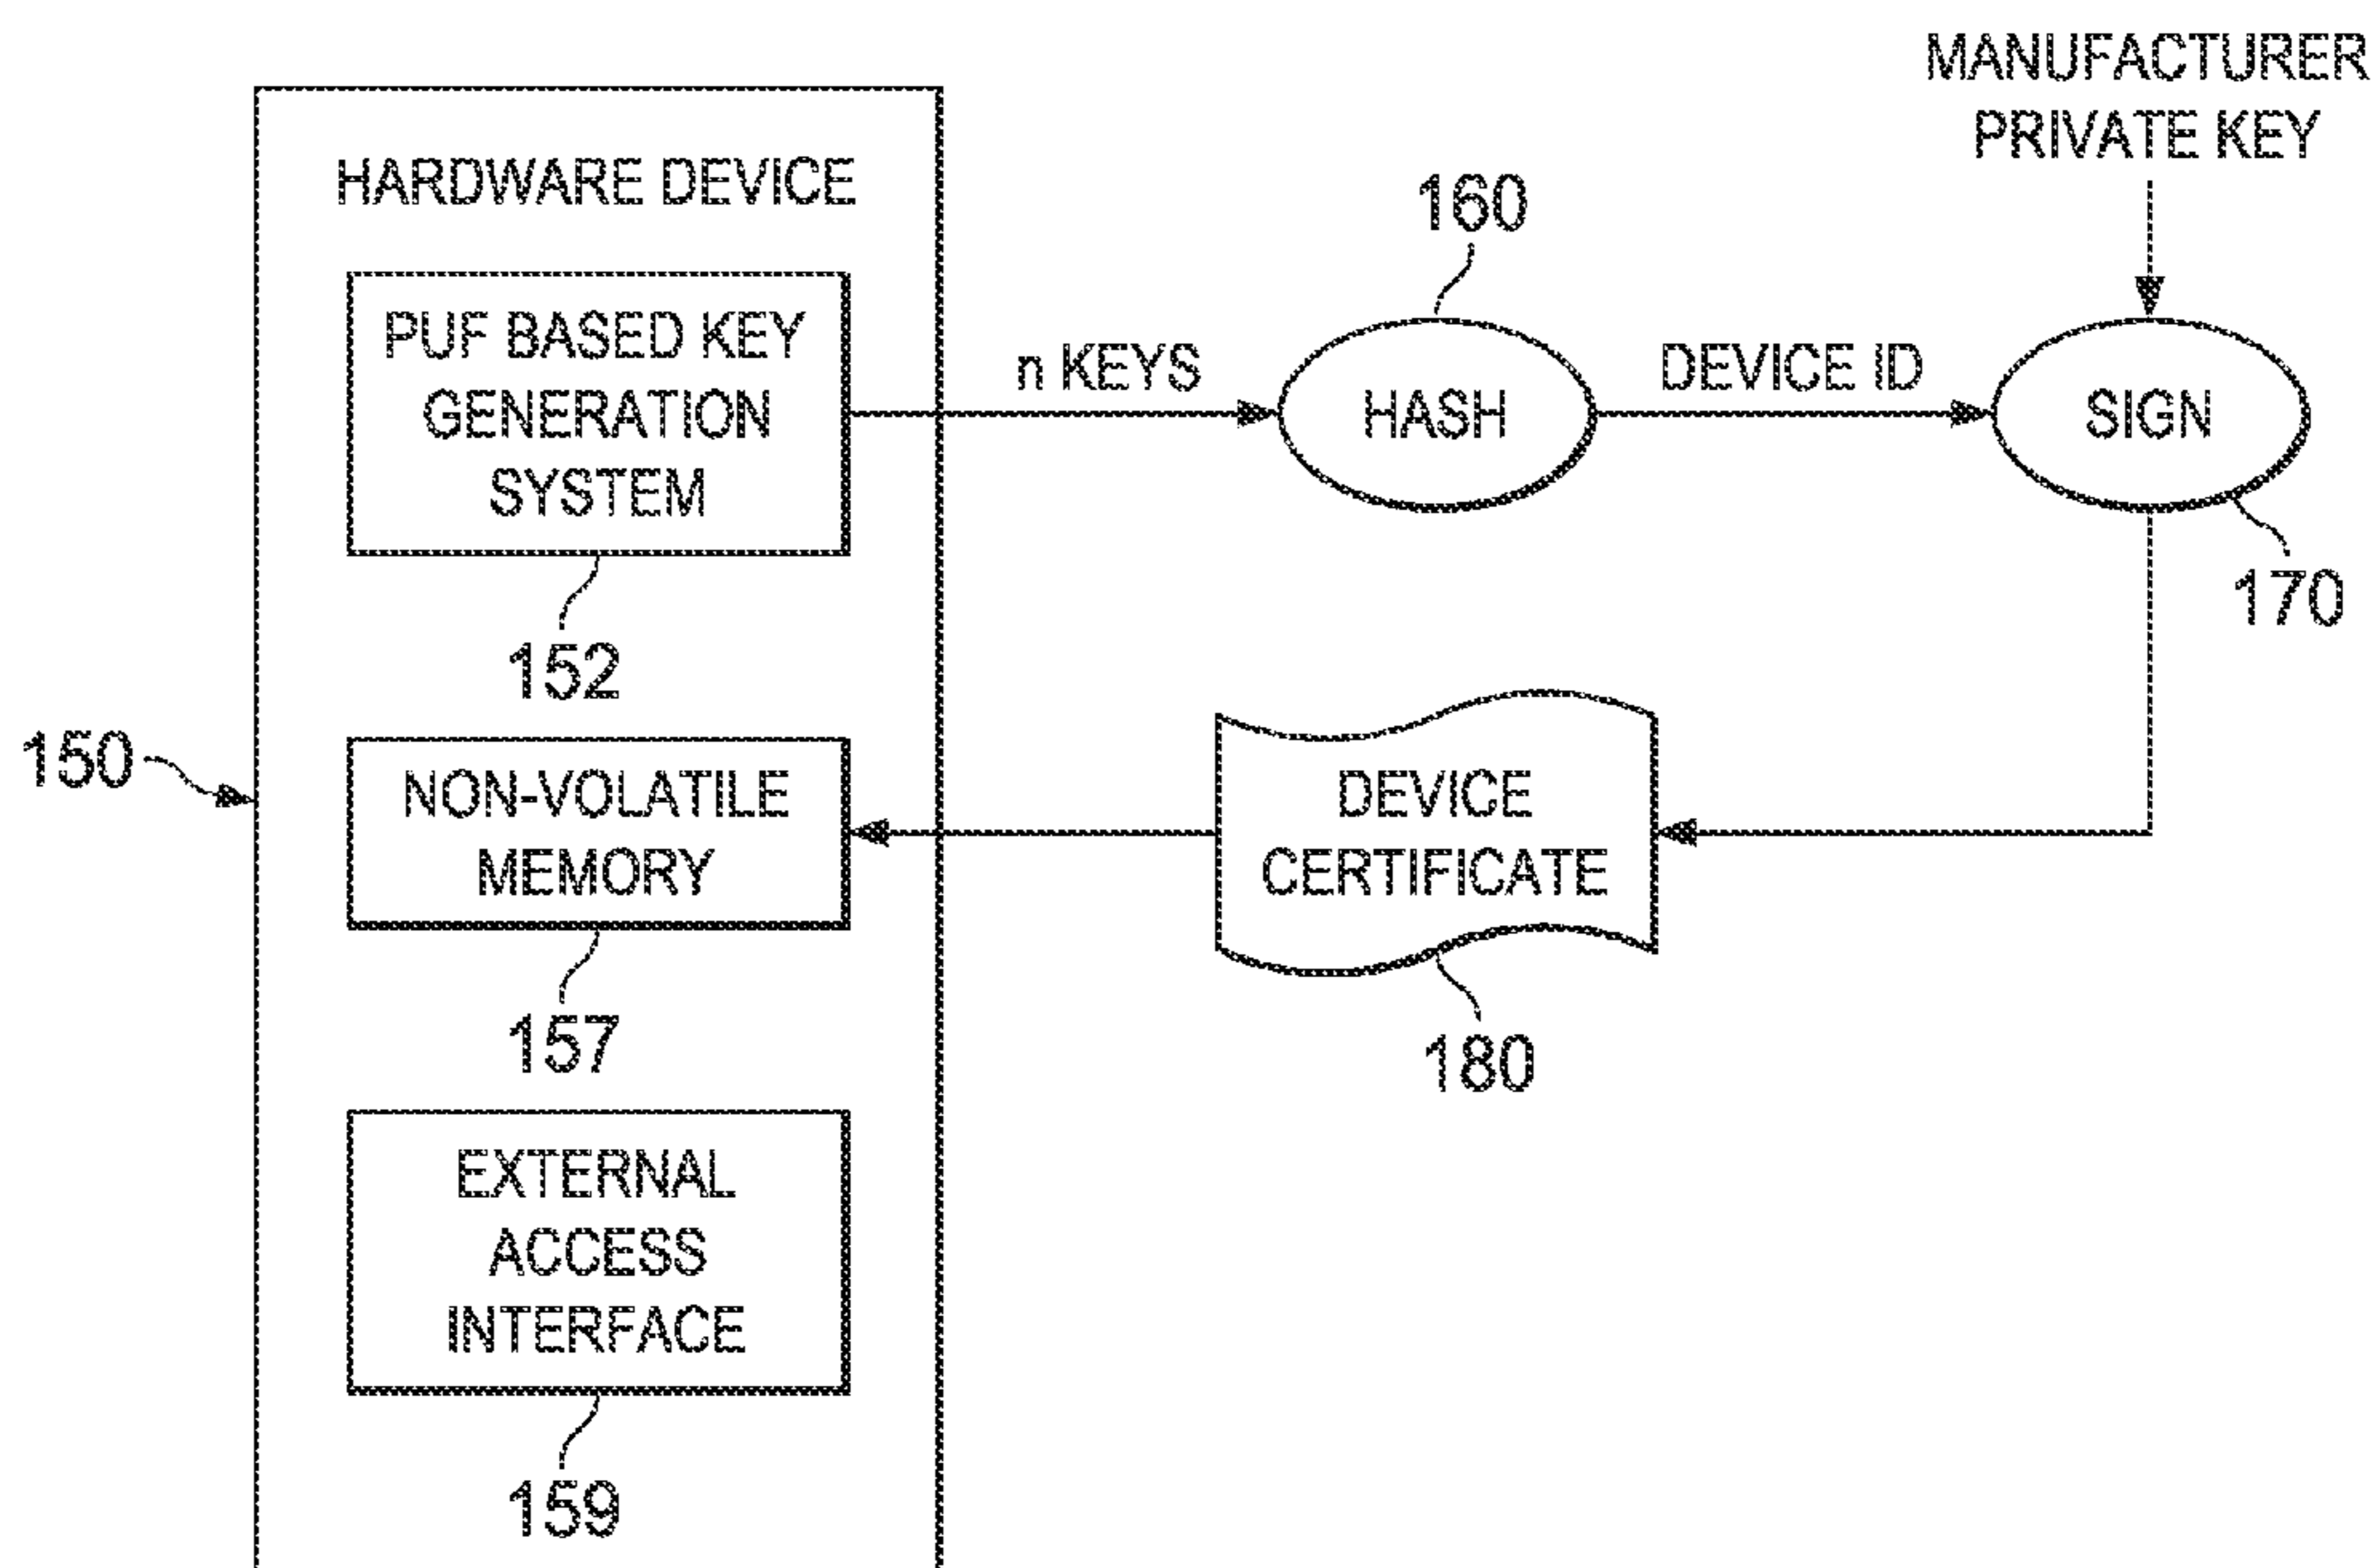 MANUFACTURER
PRIVATE KEY
HARDWARE DEVICE
160
PUF BASED KEY
GENERATION
SYSTEM
n KEYS
HASH
DEVICE ID
SIGN
170
152
150
NON-VOLATILE
MEMORY
DEVICE
CERTIFICATE
157
180
EXTERNAL
ACCESS
INTERFACE
159